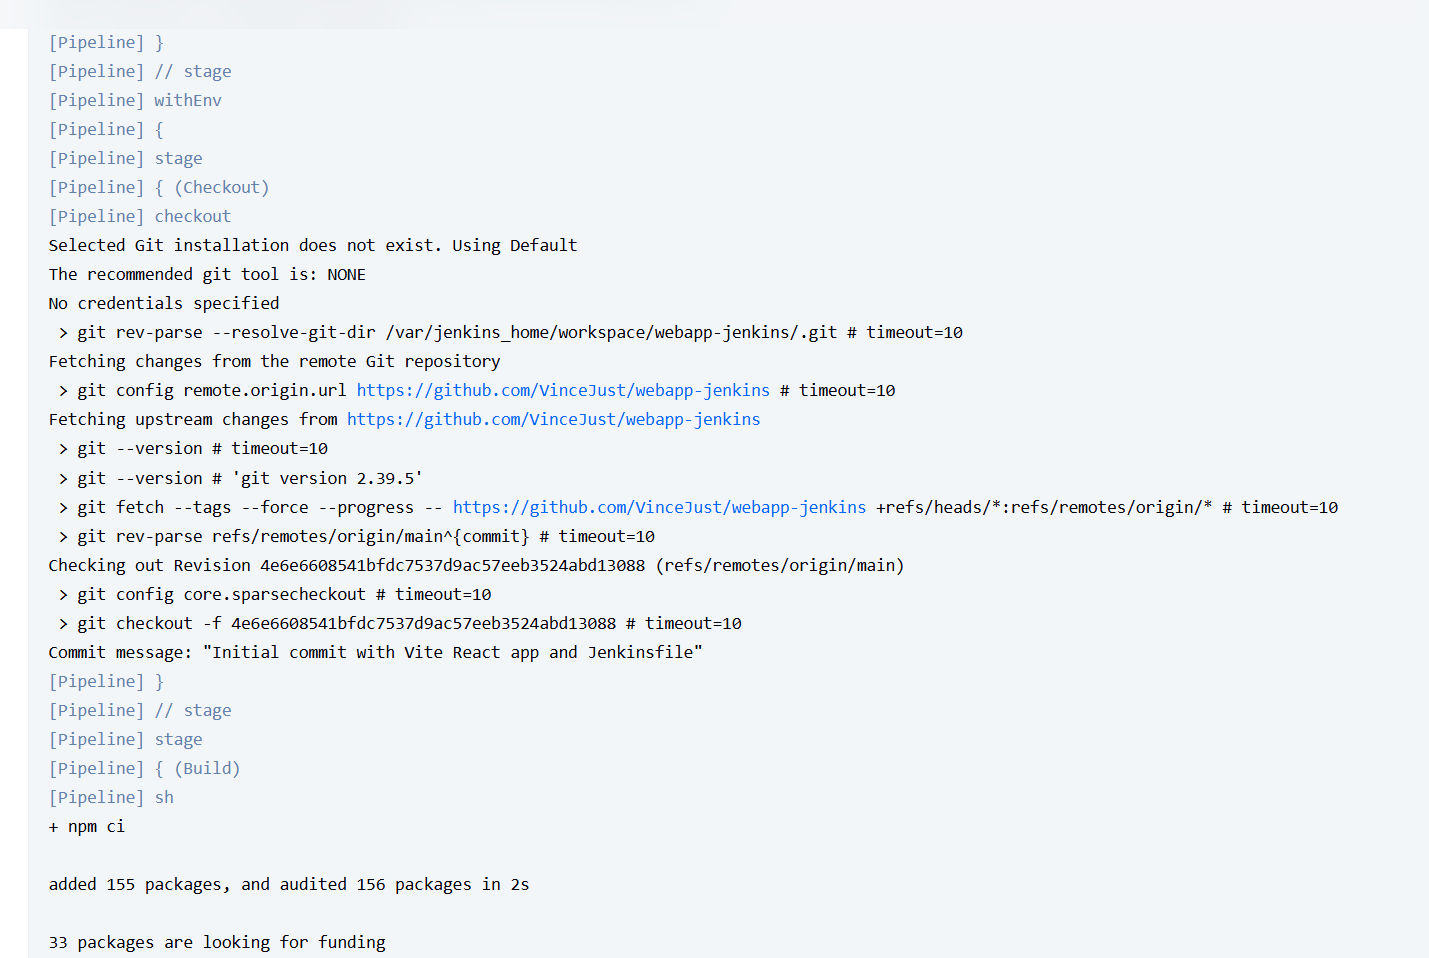 [Pipeline] }
[Pipeline] // stage
[Pipeline] withEnv
[Pipeline] {
[Pipeline] stage
[Pipeline] { (Checkout)
[Pipeline] checkout
Selected Git installation does not exist. Using Default
The recommended git tool is: NONE
No credentials specified
 > git rev-parse --resolve-git-dir /var/jenkins_home/workspace/webapp-jenkins/.git # timeout=10
Fetching changes from the remote Git repository
 > git config remote.origin.url https://github.com/VinceJust/webapp-jenkins # timeout=10
Fetching upstream changes from https://github.com/VinceJust/webapp-jenkins
 > git --version # timeout=10
 > git --version # 'git version 2.39.5'
 > git fetch --tags --force --progress -- https://github.com/VinceJust/webapp-jenkins +refs/heads/*:refs/remotes/origin/* # timeout=10
 > git rev-parse refs/remotes/origin/main^{commit} # timeout=10
Checking out Revision 4e6e6608541bfdc7537d9ac57eeb3524abd13088 (refs/remotes/origin/main)
 > git config core.sparsecheckout # timeout=10
 > git checkout -f 4e6e6608541bfdc7537d9ac57eeb3524abd13088 # timeout=10
Commit message: "Initial commit with Vite React app and Jenkinsfile"
[Pipeline] }
[Pipeline] // stage
[Pipeline] stage
[Pipeline] { (Build)
[Pipeline] sh
+ npm ci
added 155 packages, and audited 156 packages in 2s
33 packages are looking for funding